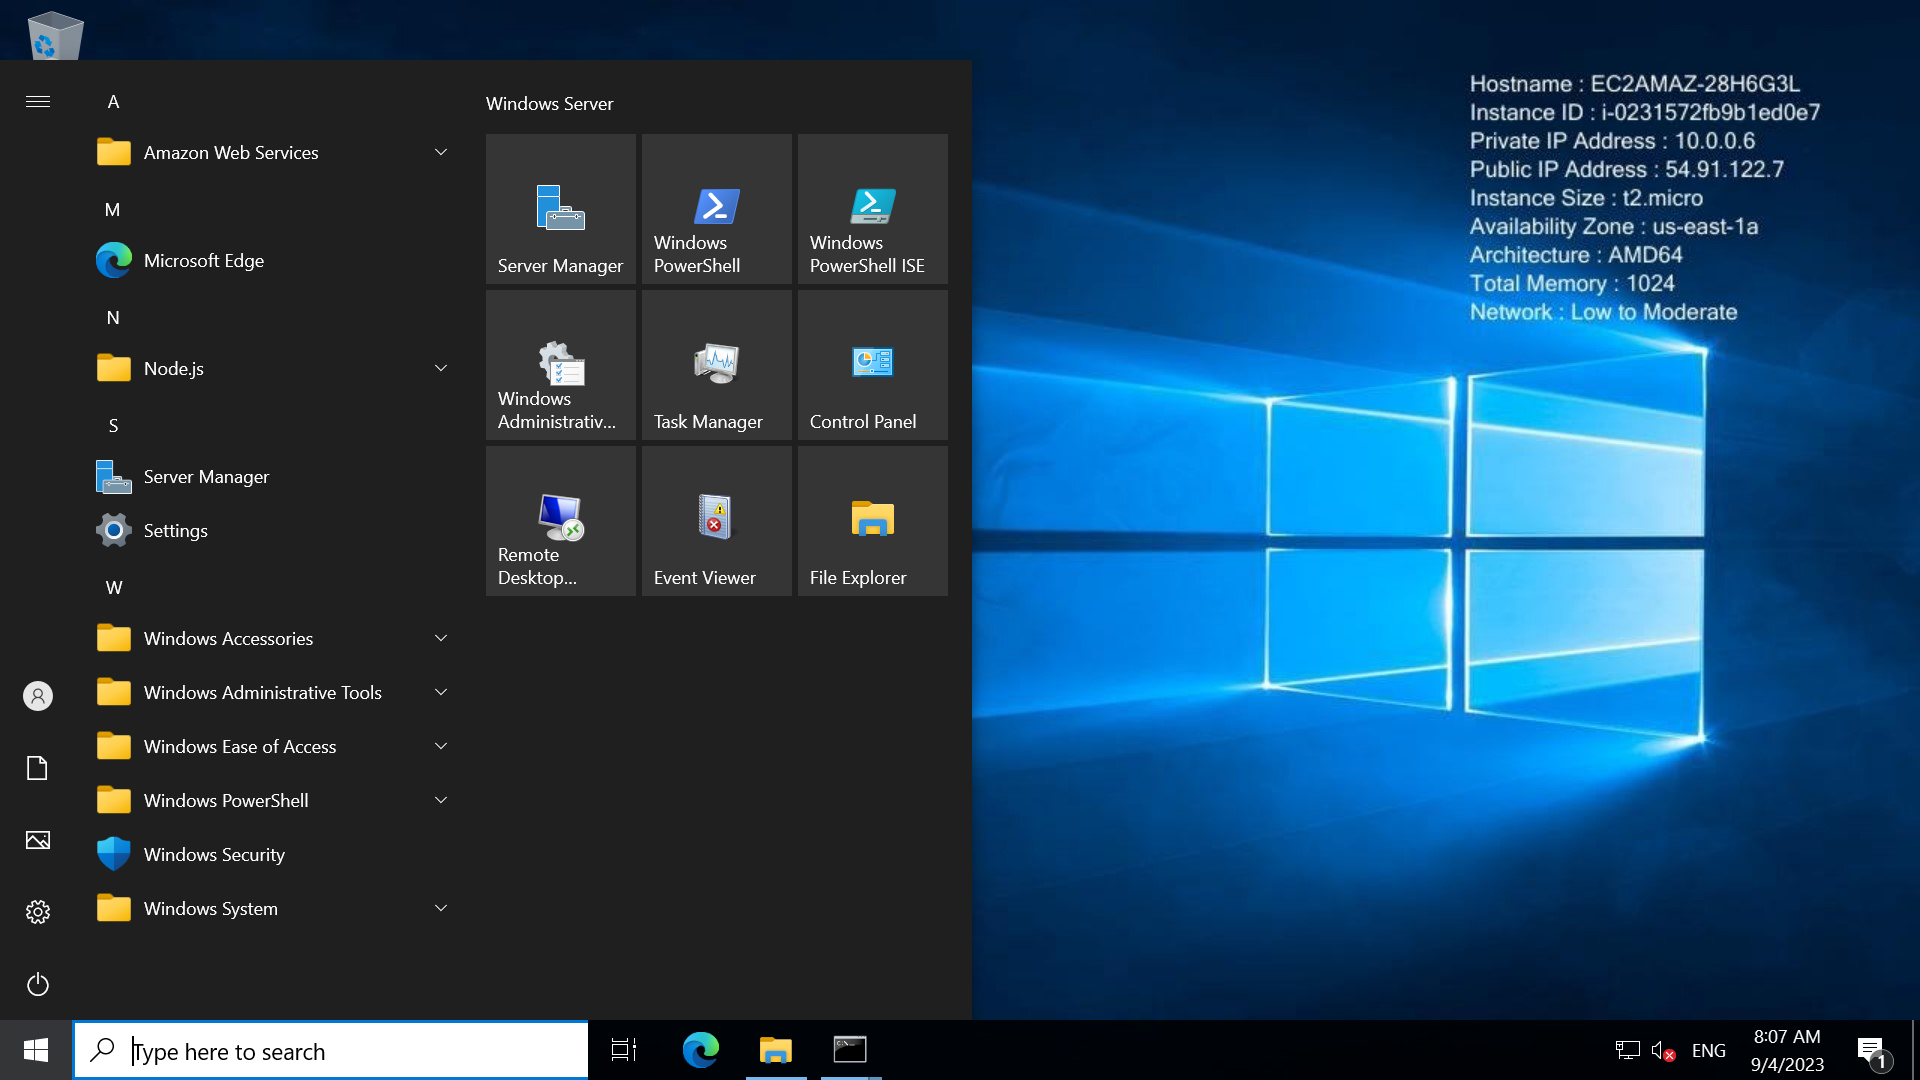 Hostname : EC2AMAZ-28H6G3L
Instance ID : i-0231572fb9b1ed0e7
Private IP Address : 10.0.0.6
Public IP Address : 54.91.122.7
Instance Size : t2.micro
Availability Zone : us-east-1a
Architecture : AMD64
Total Memory : 1024
Network : Low to Moderate
A
Amazon Web Services
M
Microsoft Edge
N
Node.js
S
Server Manager
Settings
W
Windows Accessories
Windows Administrative Tools
Windows Ease of Access
Windows PowerShell
Windows Security
Windows System
Windows Server
Server Manager
Windows
PowerShell
Windows
PowerShell ISE
Windows
Administrativ...
Task Manager
Control Panel
Remote
Desktop...
Event Viewer
File Explorer
Type here to search
ENG
8:07 AM
9/4/2023
1